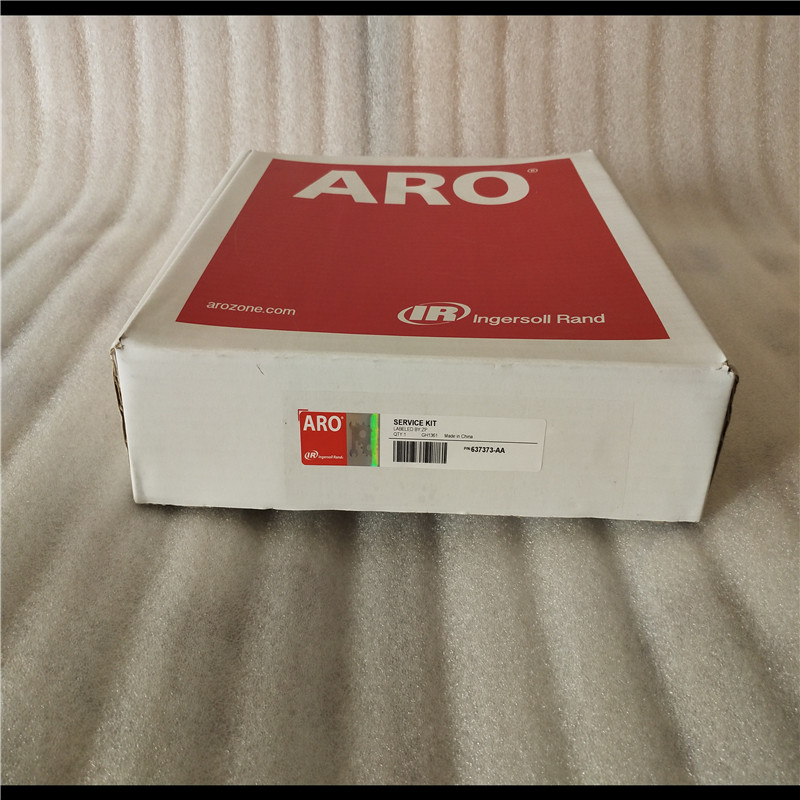 ARO®
arozone.com
IR Ingersoll Rand
ARO
IR Ingersoll Rand
SERVICE KIT
LABELED BY: ZP
QTY: 1 GH1361 Made in China
P/N 637373-AA